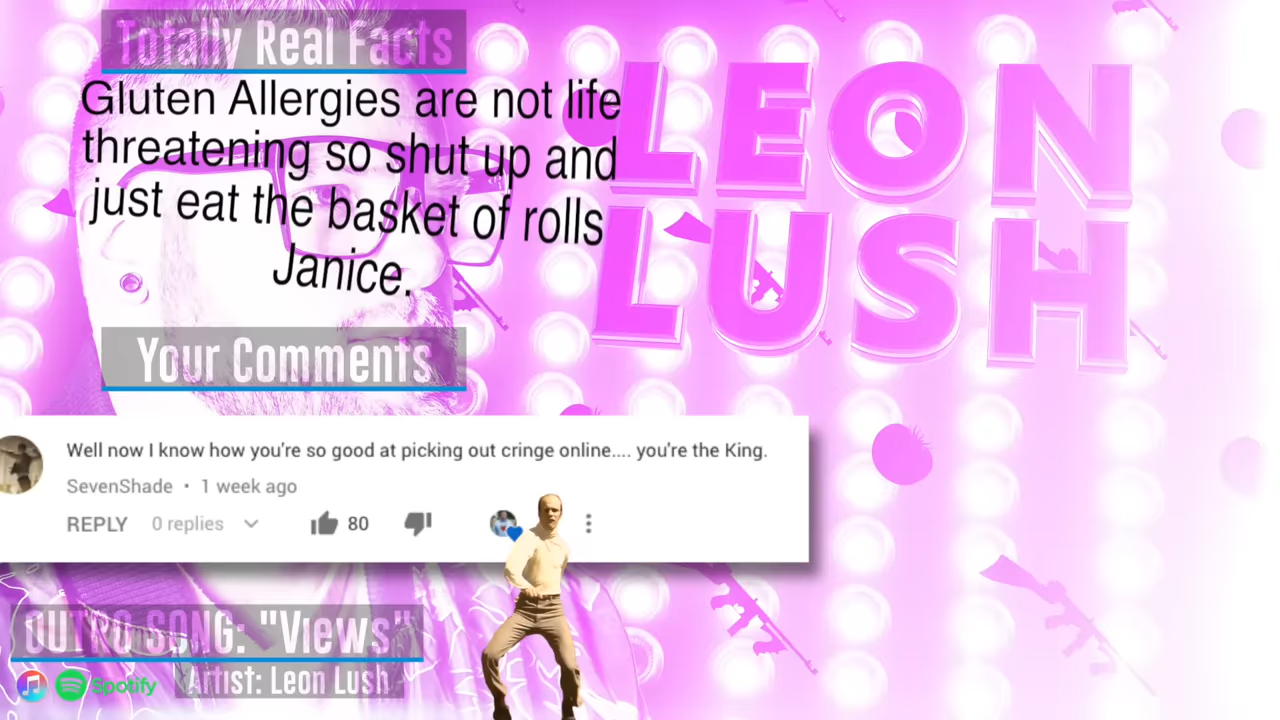 Totally Real Facts
Gluten Allergies are not life
threatening so shut up and
just eat the basket of rolls
Janice.
LEON
LUSH
Your Comments
Well now I know how you're so good at picking out cringe online.... you're the King.
SevenShade • 1 week ago
REPLY 0 replies 80
OUTRO SONG: "Views"
Spotify Artist: Leon Lush